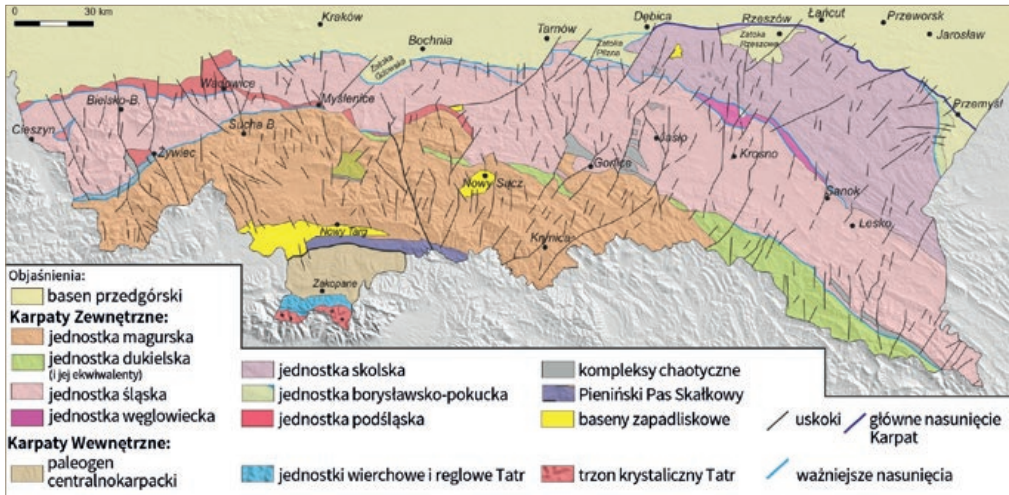 0 30 km
Kraków
Bochnia
Tarnów
Dębica
Rzeszów
Łańcut
Przeworsk
Jarosław
Zatoka
Pilzna
Zatoka
Rzeszowa
Zatoka
Gdowska
Wadowice
Bielsko-B.
Myślenice
Przemyśl
Cieszyn
Sucha B.
Jasło
Żywiec
Gorlice
Krosno
Nowy Sącz
Sanok
Lesko
Nowy Targ
Krynica
Zakopane
Objaśnienia:
basen przedgórski
Karpaty Zewnętrzne:
jednostka magurska
jednostka dukielska
(i jej ekwiwalenty)
jednostka śląska
jednostka węglowiecka
jednostka skolska
jednostka borysławsko-pokucka
jednostka podśląska
kompleksy chaotyczne
Pieniński Pas Skałkowy
baseny zapadliskowe
uskoki
główne nasunięcie
Karpat
Karpaty Wewnętrzne:
paleogen
centralnokarpacki
jednostki wierchowe i reglowe Tatr
trzon krystaliczny Tatr
ważniejsze nasunięcia